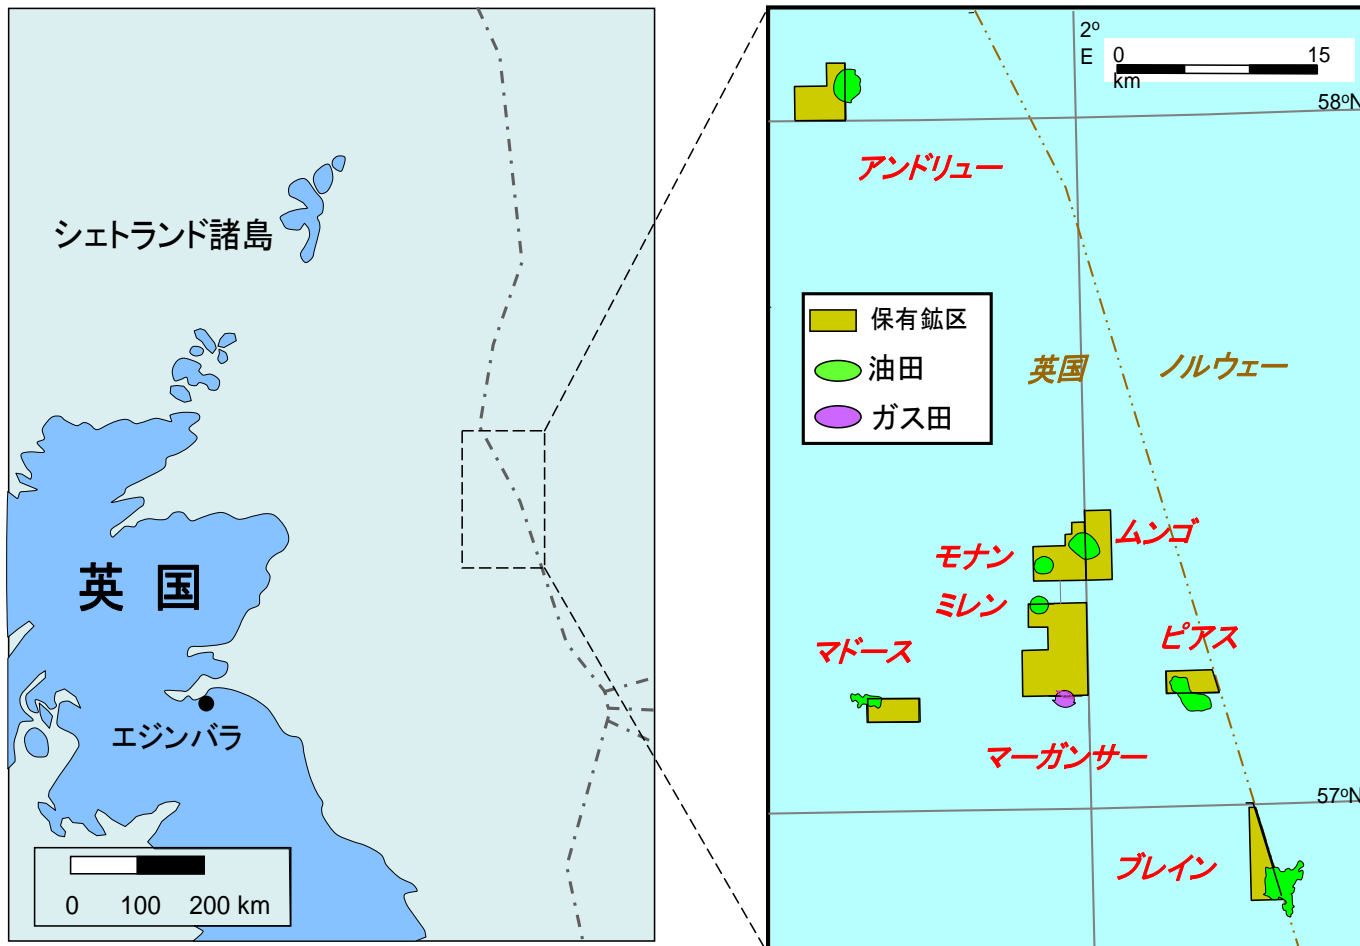 シェトランド諸島
英国
エジンバラ
0 100 200 km
2º
E
0 15
km
58ºN
アンドリュー
保有鉱区
油田
ガス田
英国 ノルウェー
モナン ムンゴ
ミレン
マドース ピアス
マーガンサー
57ºN
ブレイン